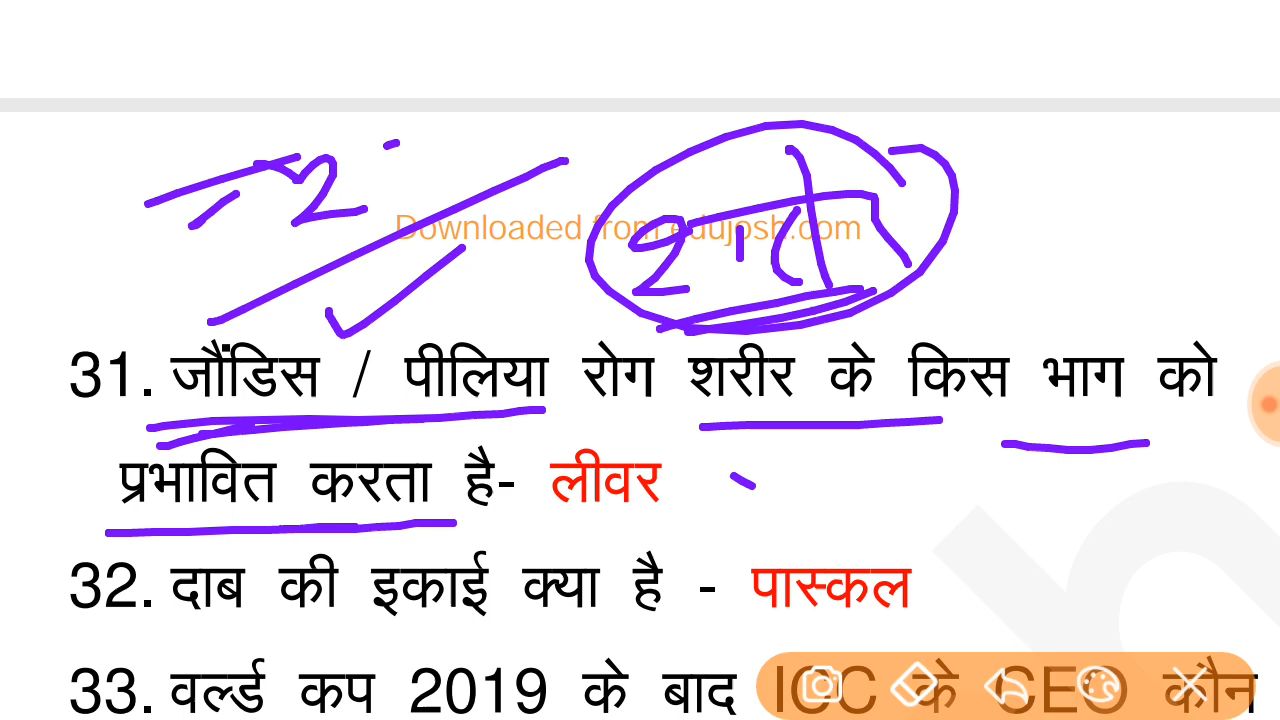 Downloaded from edujosh.com
31. जौंडिस / पीलिया रोग शरीर के किस भाग को
प्रभावित करता है- लीवर
32. दाब की इकाई क्या है - पास्कल
33. वर्ल्ड कप 2019 के बाद ICC के CEO कौन